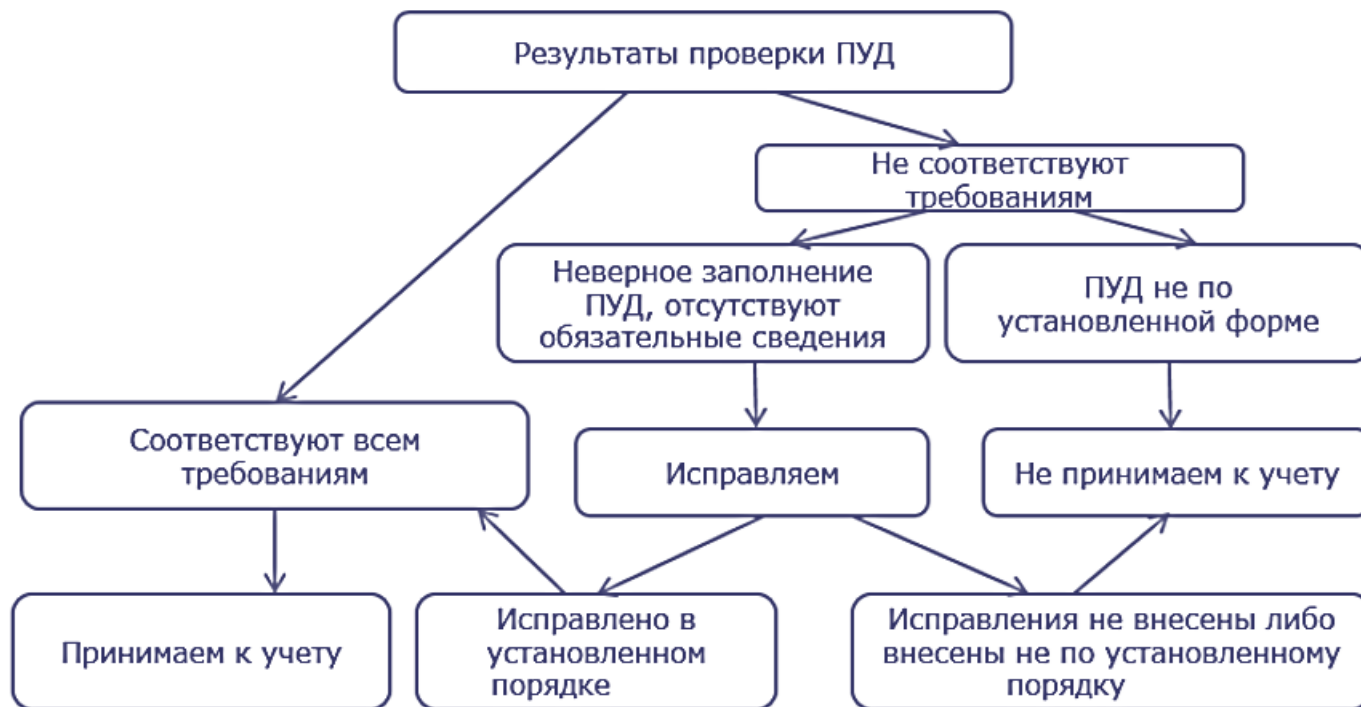 Результаты проверки ПУД
Не соответствуют
требованиям
Неверное заполнение
ПУД, отсутствуют
обязательные сведения
ПУД не по
установленной форме
Соответствуют всем
требованиям
Исправляем
Не принимаем к учету
Принимаем к учету
Исправлено в
установленном
порядке
Исправления не внесены либо
внесены не по установленному
порядку